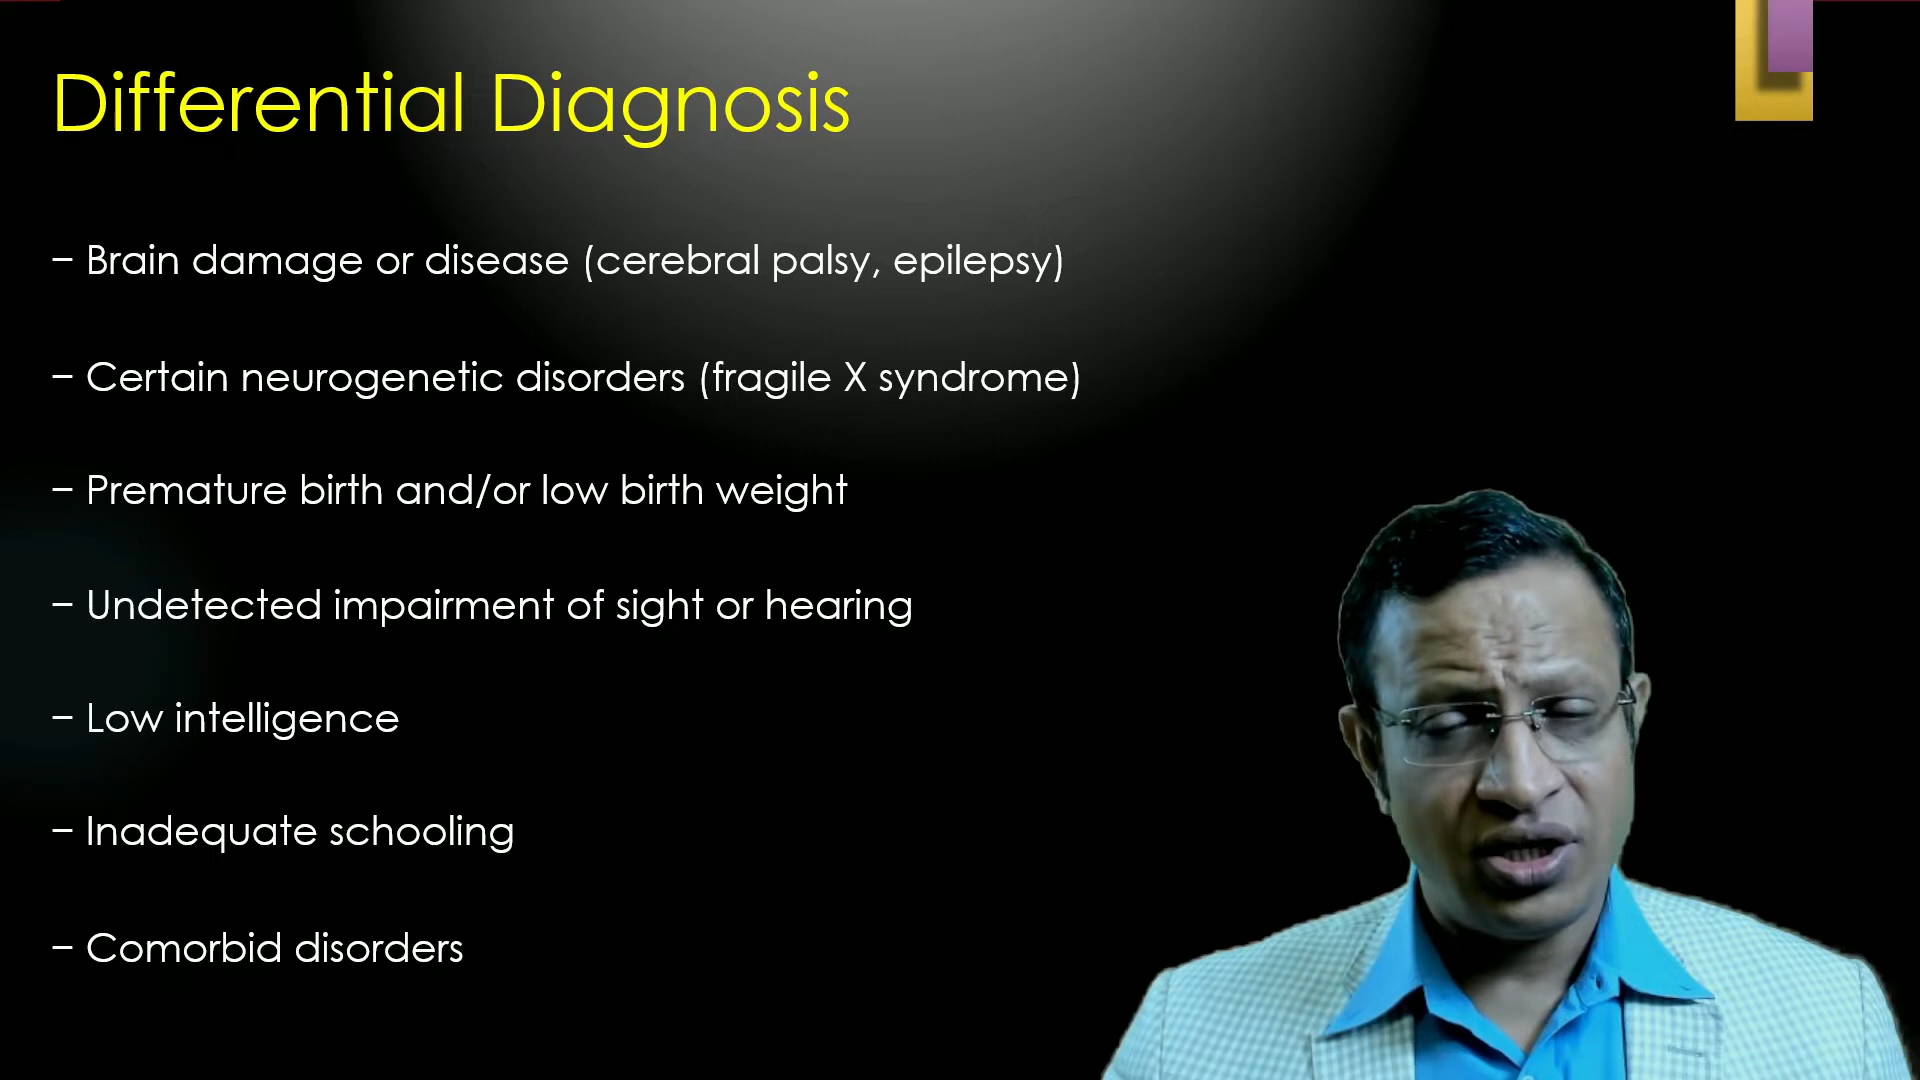 Differential Diagnosis
– Brain damage or disease (cerebral palsy, epilepsy)
– Certain neurogenetic disorders (fragile X syndrome)
– Premature birth and/or low birth weight
– Undetected impairment of sight or hearing
– Low intelligence
– Inadequate schooling
– Comorbid disorders